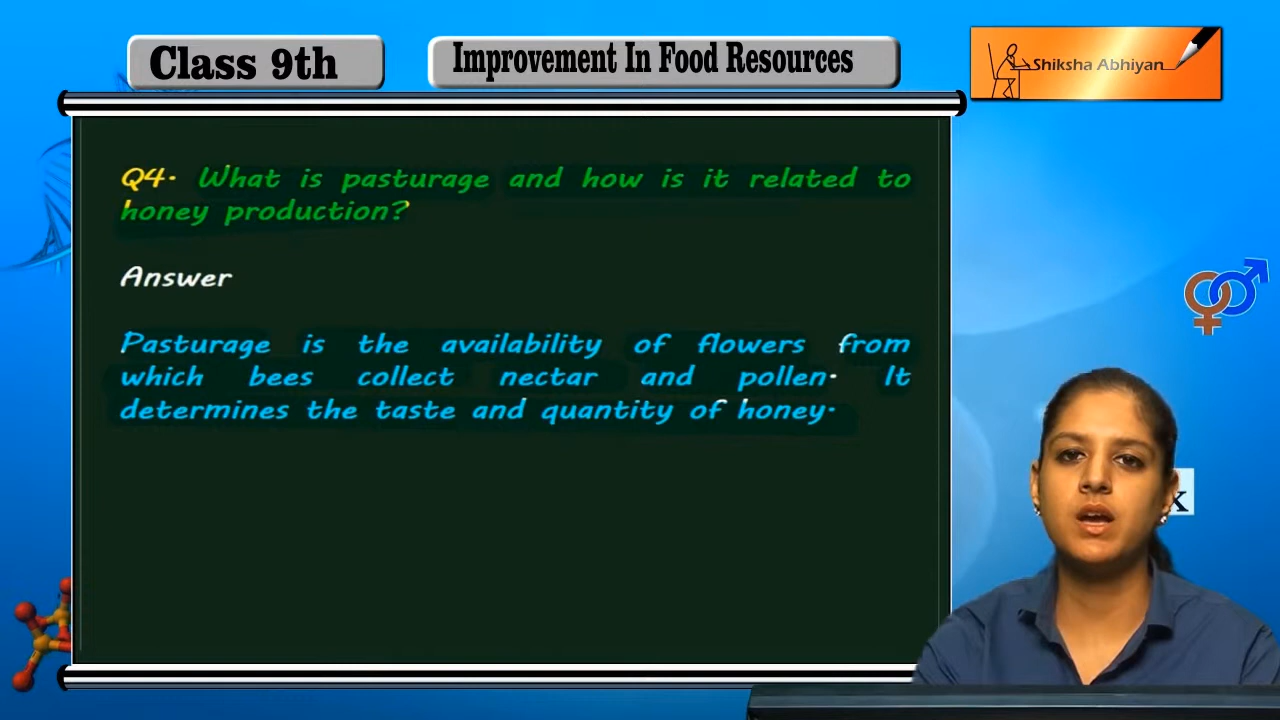 Class 9th
Improvement In Food Resources
Shiksha Abhiyan
Q4. What is pasturage and how is it related to
honey production?
Answer
Pasturage is the availability of flowers from
which bees collect nectar and pollen. It
determines the taste and quantity of honey.
x